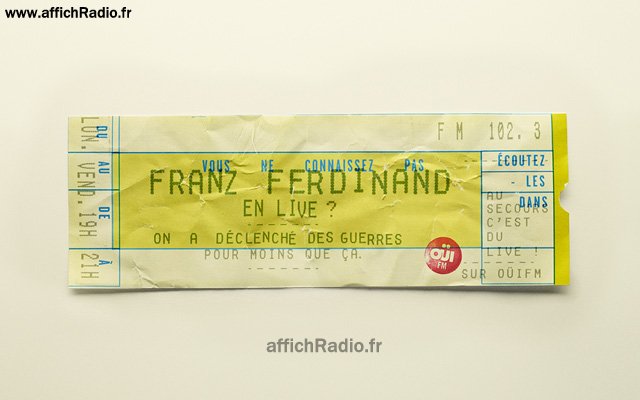 www.affichRadio.fr
DU AU DE À
LUN. VEND. 19H 21H
FM 102.3
VOUS NE CONNAISSEZ PAS
FRANZ FERDINAND
EN LIVE ?
ON A DÉCLENCHÉ DES GUERRES
POUR MOINS QUE ÇA.
OÜI
FM
ÉCOUTEZ
LES
DANS
AU
SECOURS
C'EST
DU
LIVE !
SUR OÜIFM
affichRadio.fr